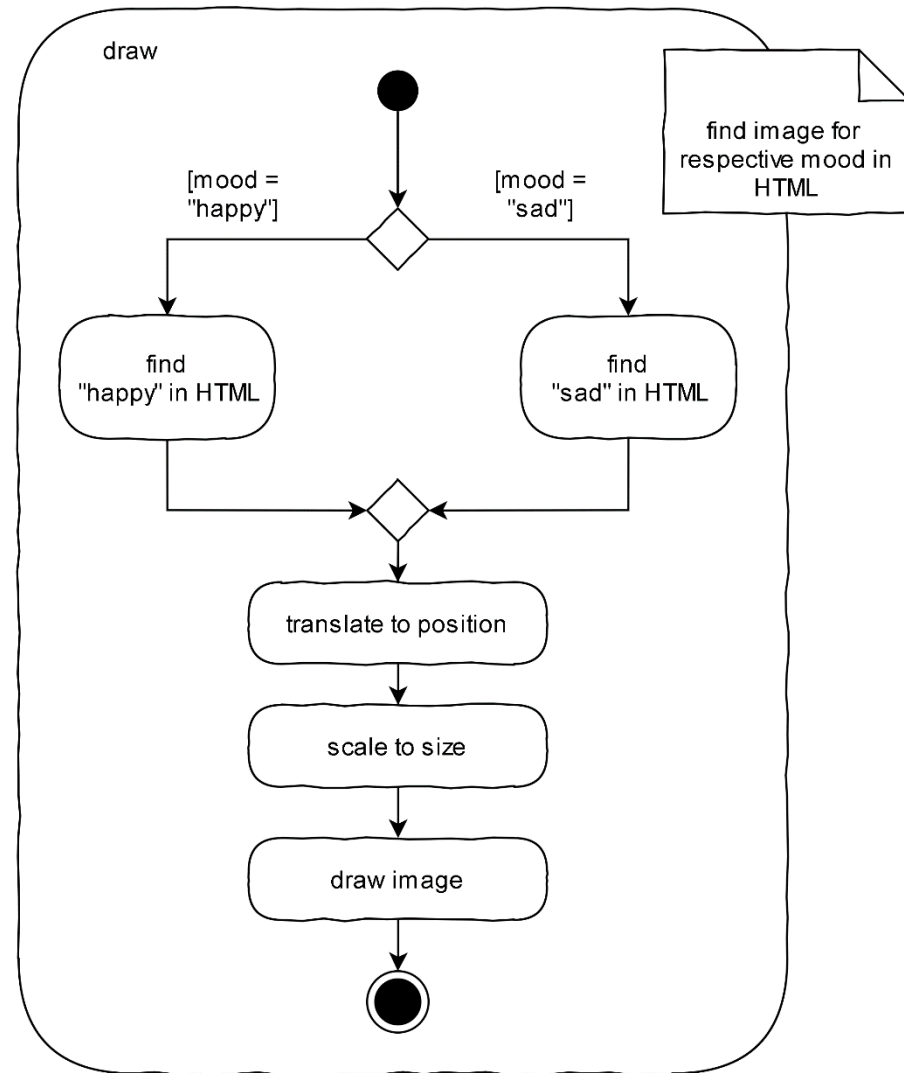 draw
find image for
respective mood in
HTML
[mood =
"happy"]
[mood =
"sad"]
find
"happy" in HTML
find
"sad" in HTML
translate to position
scale to size
draw image